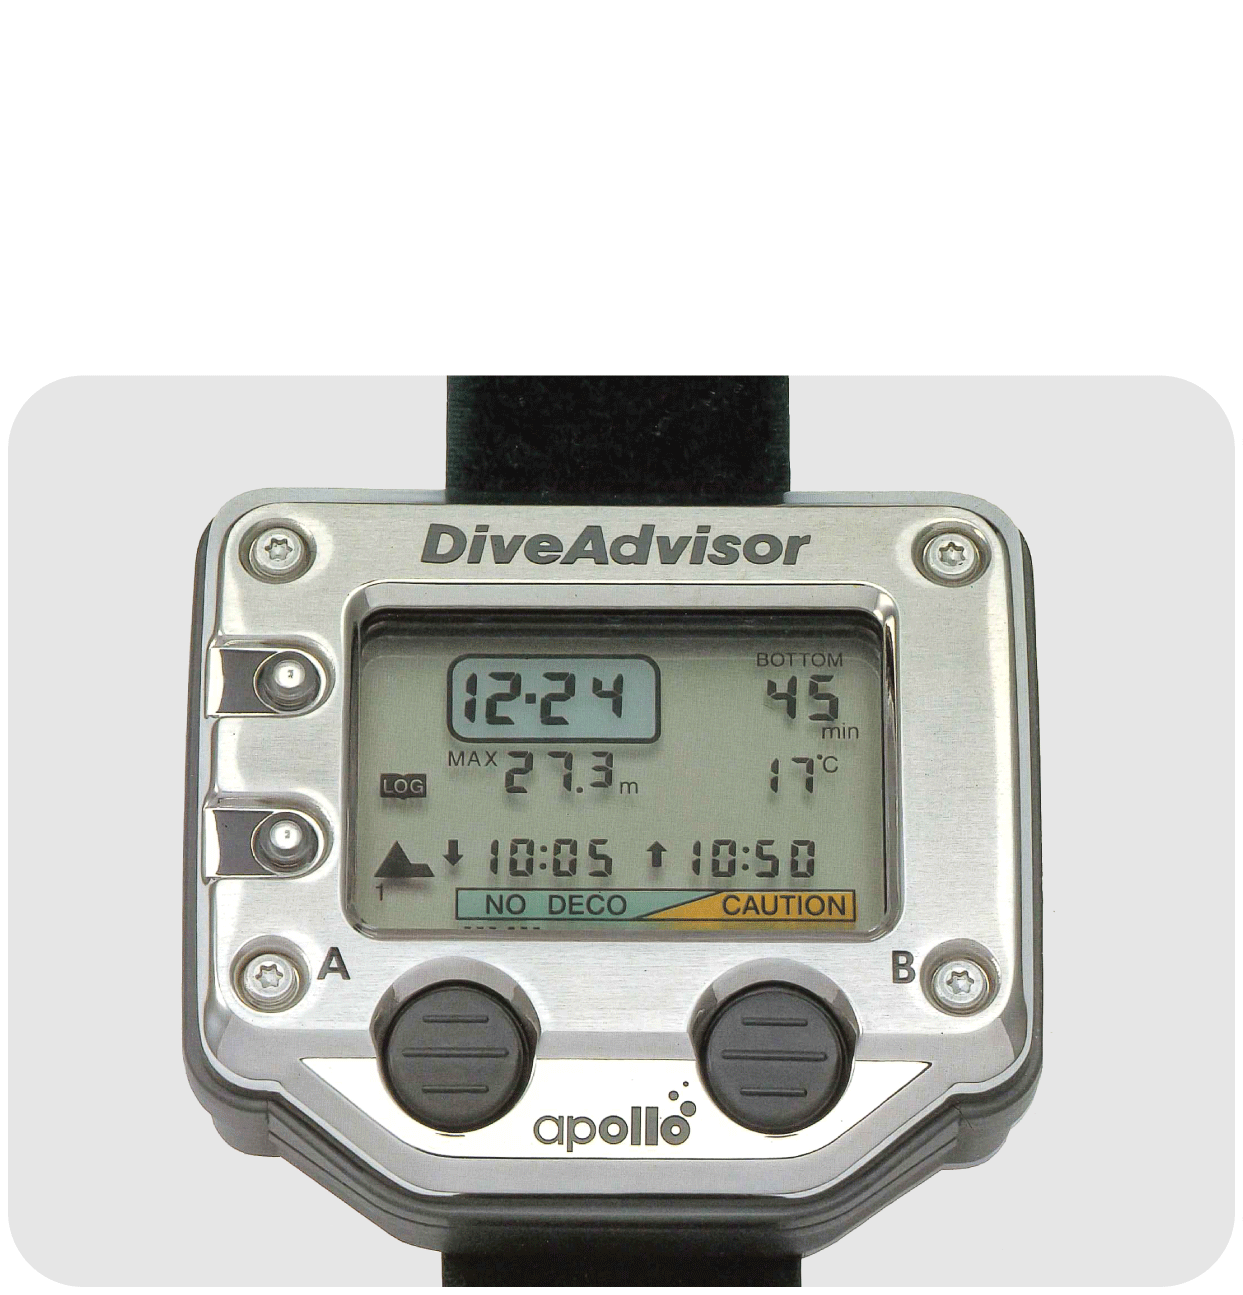 DiveAdvisor
BOTTOM
12-24
45
min
MAX 27.3 m
17°C
LOG
10:05
10:50
1
NO DECO CAUTION
A
B
apollo